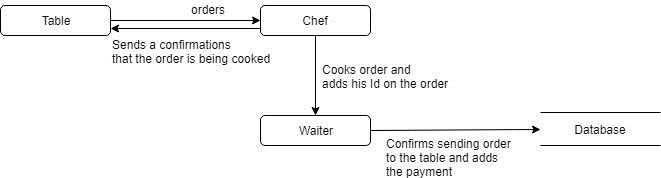 orders
Table
Chef
Sends a confirmations
that the order is being cooked
Cooks order and
adds his Id on the order
Waiter
Database
Confirms sending order
to the table and adds
the payment